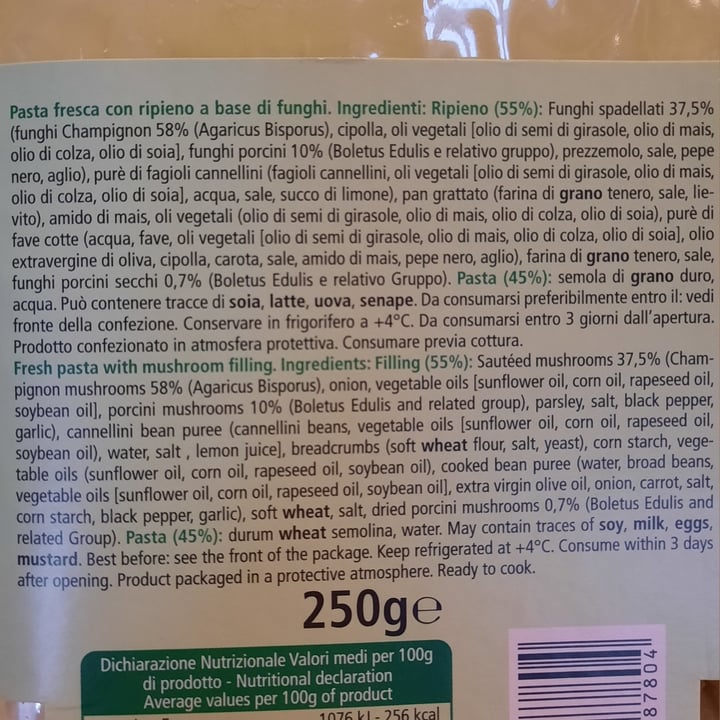 Pasta fresca con ripieno a base di funghi. Ingredienti: Ripieno (55%): Funghi spadellati 37,5%
(funghi Champignon 58% (Agaricus Bisporus), cipolla, oli vegetali [olio di semi di girasole, olio di mais,
olio di colza, olio di soia], funghi porcini 10% (Boletus Edulis e relativo gruppo), prezzemolo, sale, pepe
nero, aglio), purè di fagioli cannellini (fagioli cannellini, oli vegetali [olio di semi di girasole, olio di mais,
olio di colza, olio di soia], acqua, sale, succo di limone), pan grattato (farina di grano tenero, sale, lie-
vito), amido di mais, oli vegetali (olio di semi di girasole, olio di mais, olio di colza, olio di soia), purè di
fave cotte (acqua, fave, oli vegetali [olio di semi di girasole, olio di mais, olio di colza, olio di soia], olio
extravergine di oliva, cipolla, carota, sale, amido di mais, pepe nero, aglio), farina di grano tenero, sale,
funghi porcini secchi 0,7% (Boletus Edulis e relativo Gruppo). Pasta (45%): semola di grano duro,
acqua. Può contenere tracce di soia, latte, uova, senape. Da consumarsi preferibilmente entro il: vedi
fronte della confezione. Conservare in frigorifero a +4°C. Da consumarsi entro 3 giorni dall'apertura.
Prodotto confezionato in atmosfera protettiva. Consumare previa cottura.
Fresh pasta with mushroom filling. Ingredients: Filling (55%): Sautéed mushrooms 37,5% (Cham-
pignon mushrooms 58% (Agaricus Bisporus), onion, vegetable oils [sunflower oil, corn oil, rapeseed oil,
soybean oil], porcini mushrooms 10% (Boletus Edulis and related group), parsley, salt, black pepper,
garlic), cannellini bean puree (cannellini beans, vegetable oils [sunflower oil, corn oil, rapeseed oil,
soybean oil), water, salt , lemon juice], breadcrumbs (soft wheat flour, salt, yeast), corn starch, vege-
table oils (sunflower oil, corn oil, rapeseed oil, soybean oil), cooked bean puree (water, broad beans,
vegetable oils [sunflower oil, corn oil, rapeseed oil, soybean oil], extra virgin olive oil, onion, carrot, salt,
corn starch, black pepper, garlic), soft wheat, salt, dried porcini mushrooms 0,7% (Boletus Edulis and
related Group). Pasta (45%): durum wheat semolina, water. May contain traces of soy, milk, eggs,
mustard. Best before: see the front of the package. Keep refrigerated at +4°C. Consume within 3 days
after opening. Product packaged in a protective atmosphere. Ready to cook.
250g℮
Dichiarazione Nutrizionale Valori medi per 100g
di prodotto - Nutritional declaration
Average values per 100g of product
1076 kJ - 256 kcal
87804